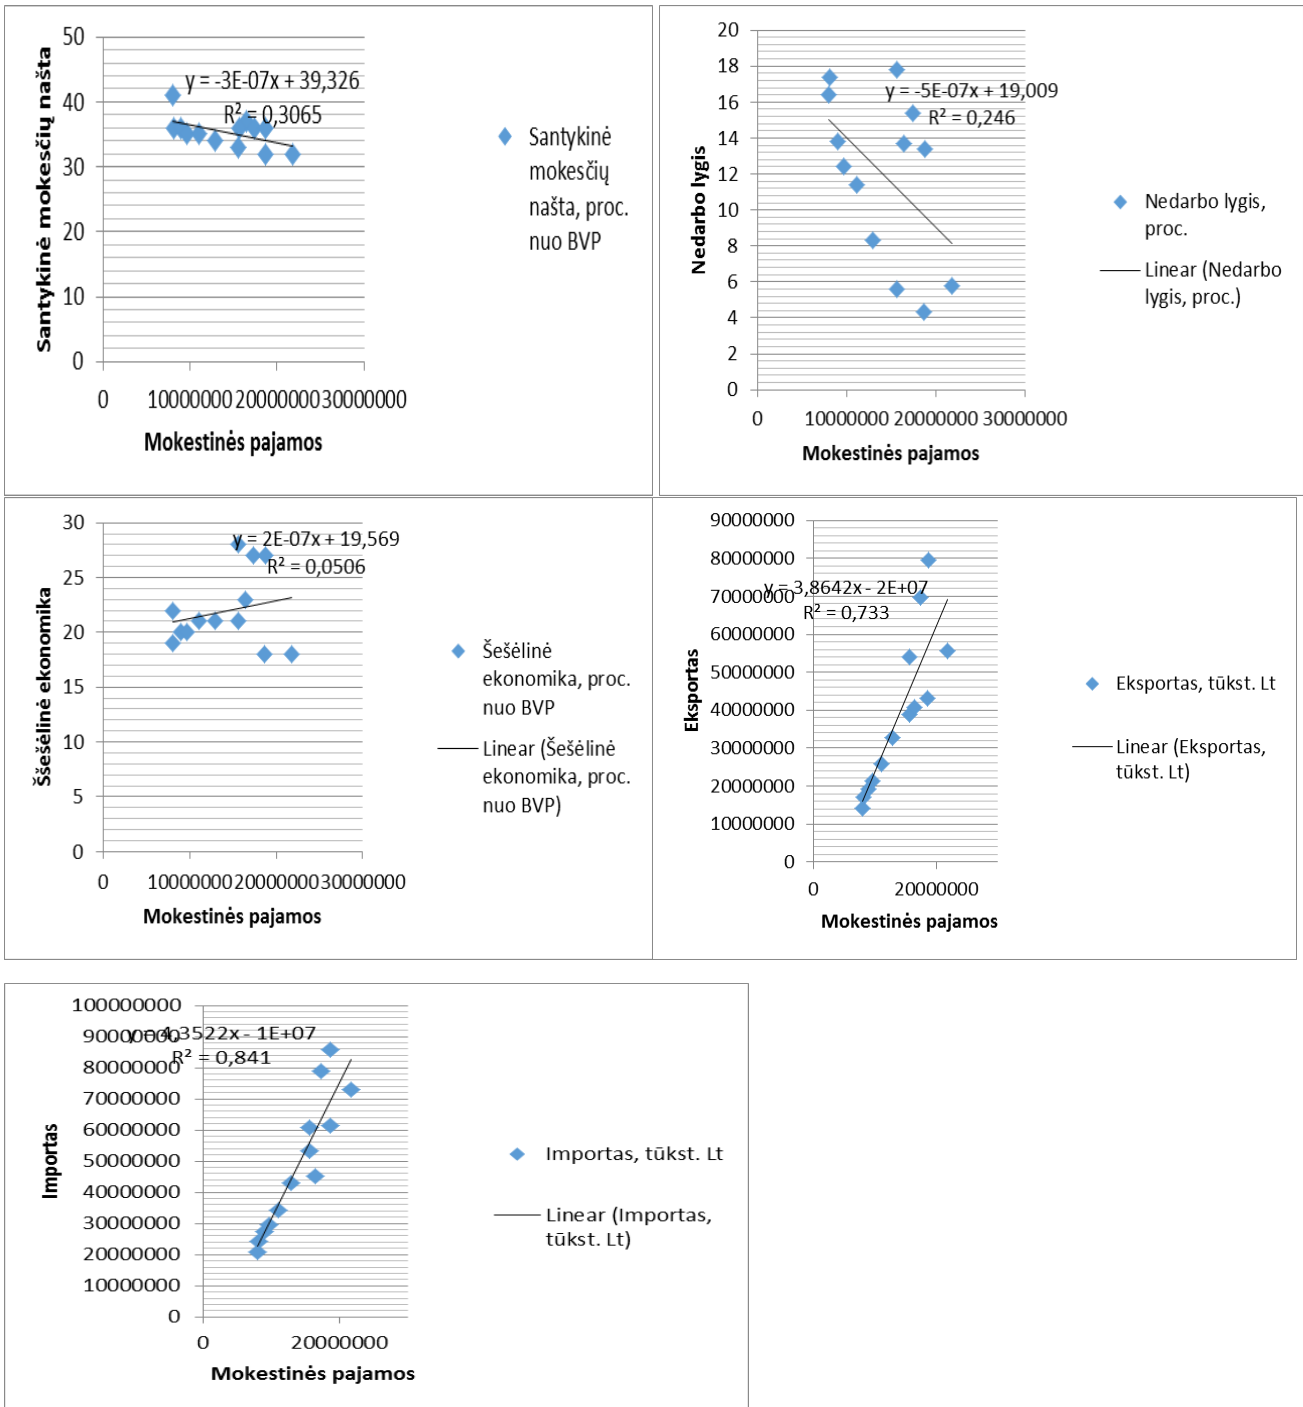 Santykinė mokesčių našta
50
40
30
20
10
0
y = -3E-07x + 39,326
R² = 0,3065
0 10000000 20000000 30000000
Mokestinės pajamos
Santykinė
mokesčių
našta, proc.
nuo BVP
Nedarbo lygis
20
18
16
14
12
10
8
6
4
2
0
y = -5E-07x + 19,009
R² = 0,246
0 10000000 20000000 30000000
Mokestinės pajamos
Nedarbo lygis,
proc.
Linear (Nedarbo
lygis, proc.)
Ššešėlinė ekonomika
30
25
20
15
10
5
0
y = 2E-07x + 19,569
R² = 0,0506
0 10000000 20000000 30000000
Mokestinės pajamos
Šešėlinė
ekonomika, proc.
nuo BVP
Linear (Šešėlinė
ekonomika, proc.
nuo BVP)
Eksportas
90000000
80000000
70000000
60000000
50000000
40000000
30000000
20000000
10000000
0
y = 3,8642x - 2E+07
R² = 0,733
0 20000000
Mokestinės pajamos
Eksportas, tūkst. Lt
Linear (Eksportas,
tūkst. Lt)
Importas
100000000
90000000
80000000
70000000
60000000
50000000
40000000
30000000
20000000
10000000
0
y = 4,3522x - 1E+07
R² = 0,841
0 20000000
Mokestinės pajamos
Importas, tūkst. Lt
Linear (Importas,
tūkst. Lt)